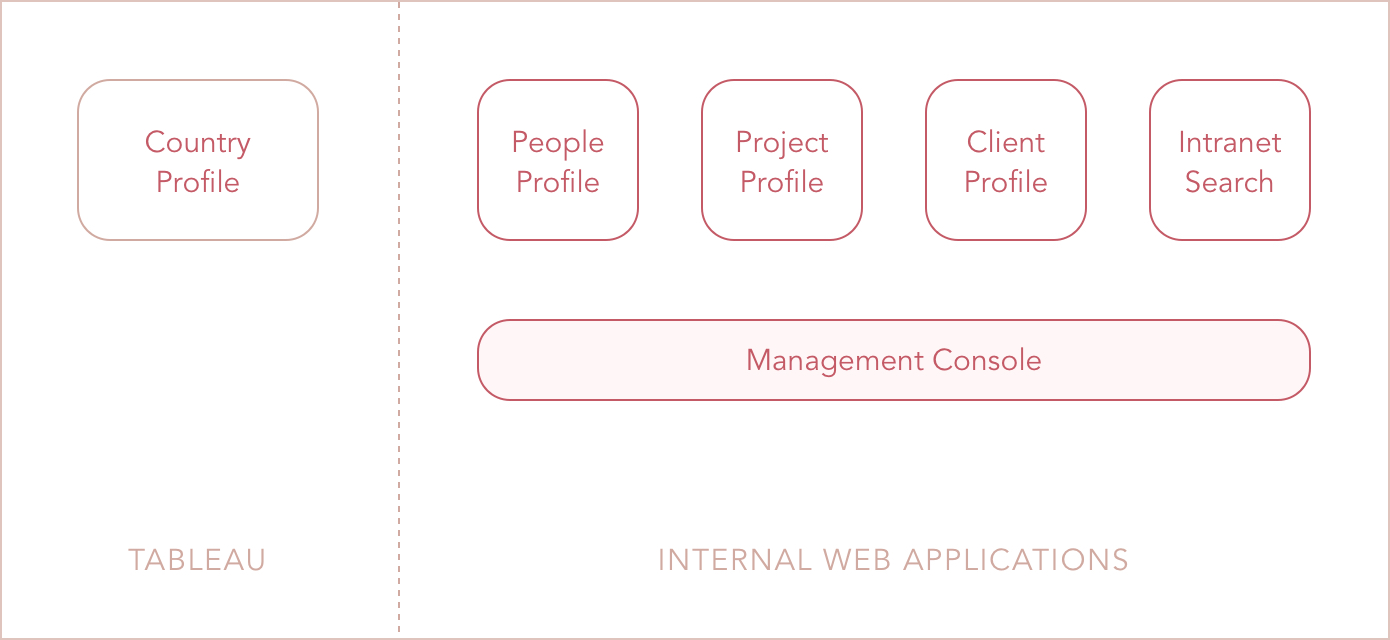 Country
Profile
People
Profile
Project
Profile
Client
Profile
Intranet
Search
Management Console
TABLEAU
INTERNAL WEB APPLICATIONS